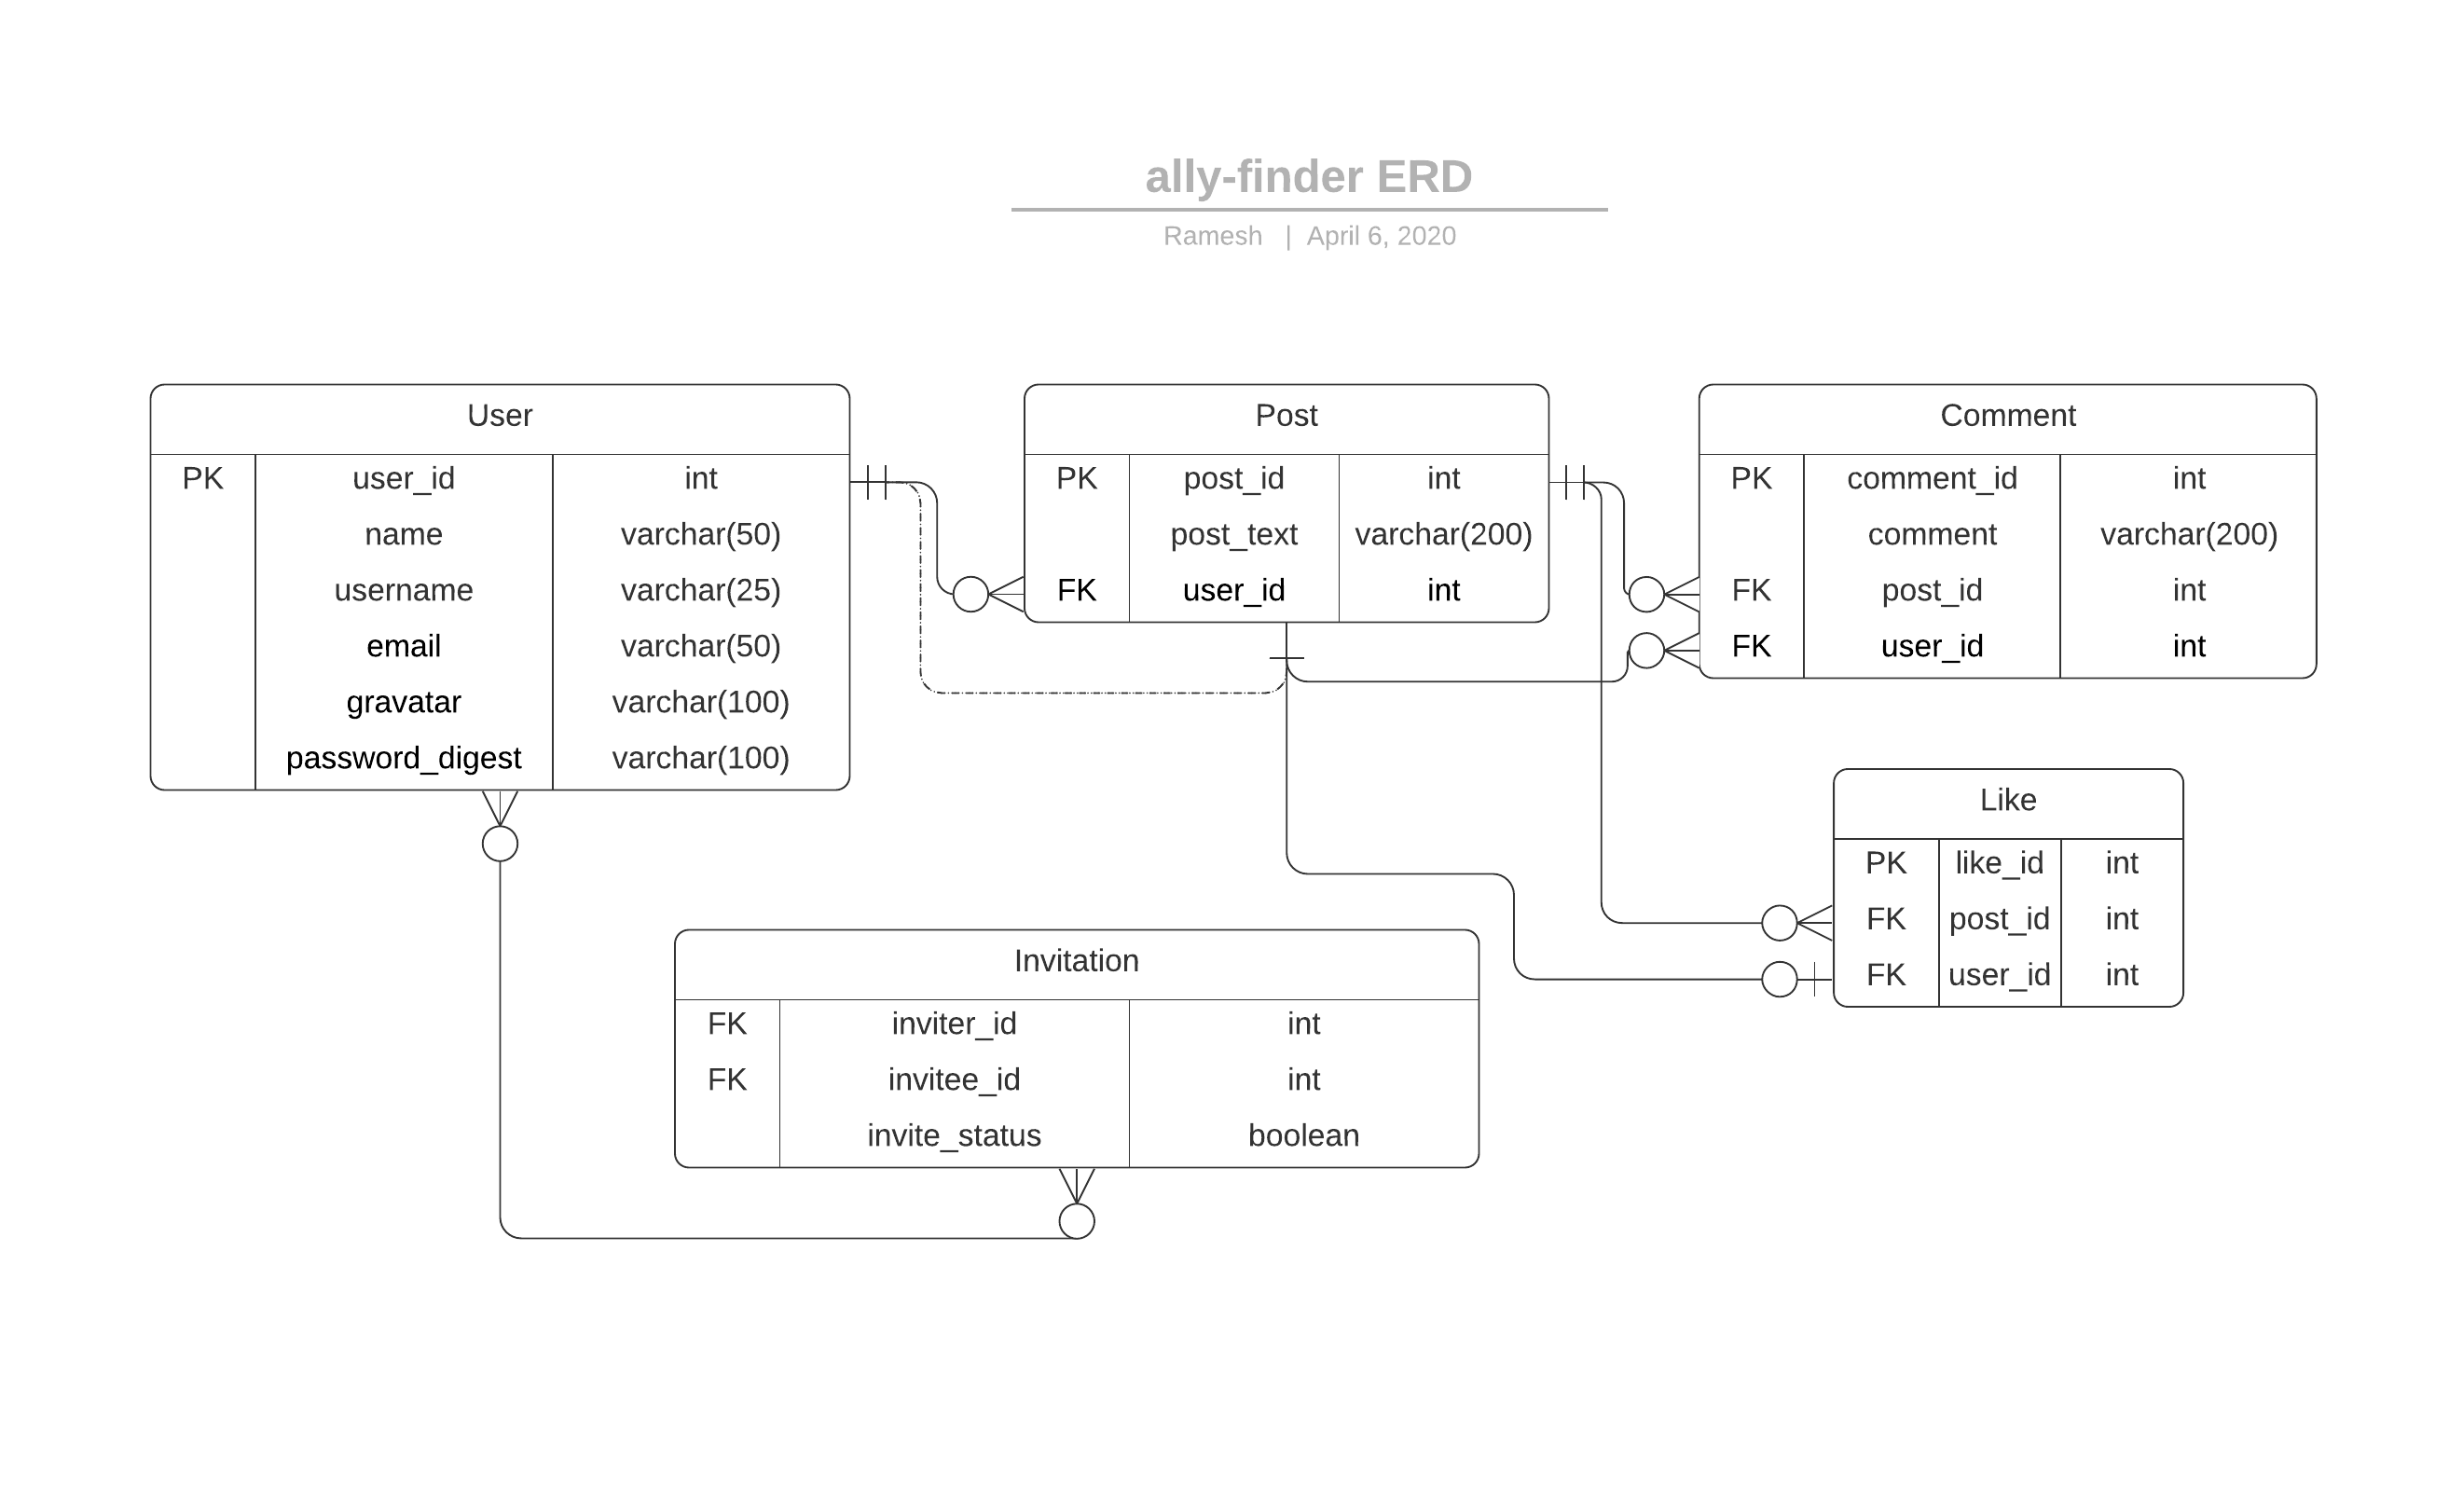 ally-finder ERD
Ramesh | April 6, 2020
User
PK user_id int
name varchar(50)
username varchar(25)
email varchar(50)
gravatar varchar(100)
password_digest varchar(100)
Post
PK post_id int
post_text varchar(200)
FK user_id int
Comment
PK comment_id int
comment varchar(200)
FK post_id int
FK user_id int
Like
PK like_id int
FK post_id int
FK user_id int
Invitation
FK inviter_id int
FK invitee_id int
invite_status boolean